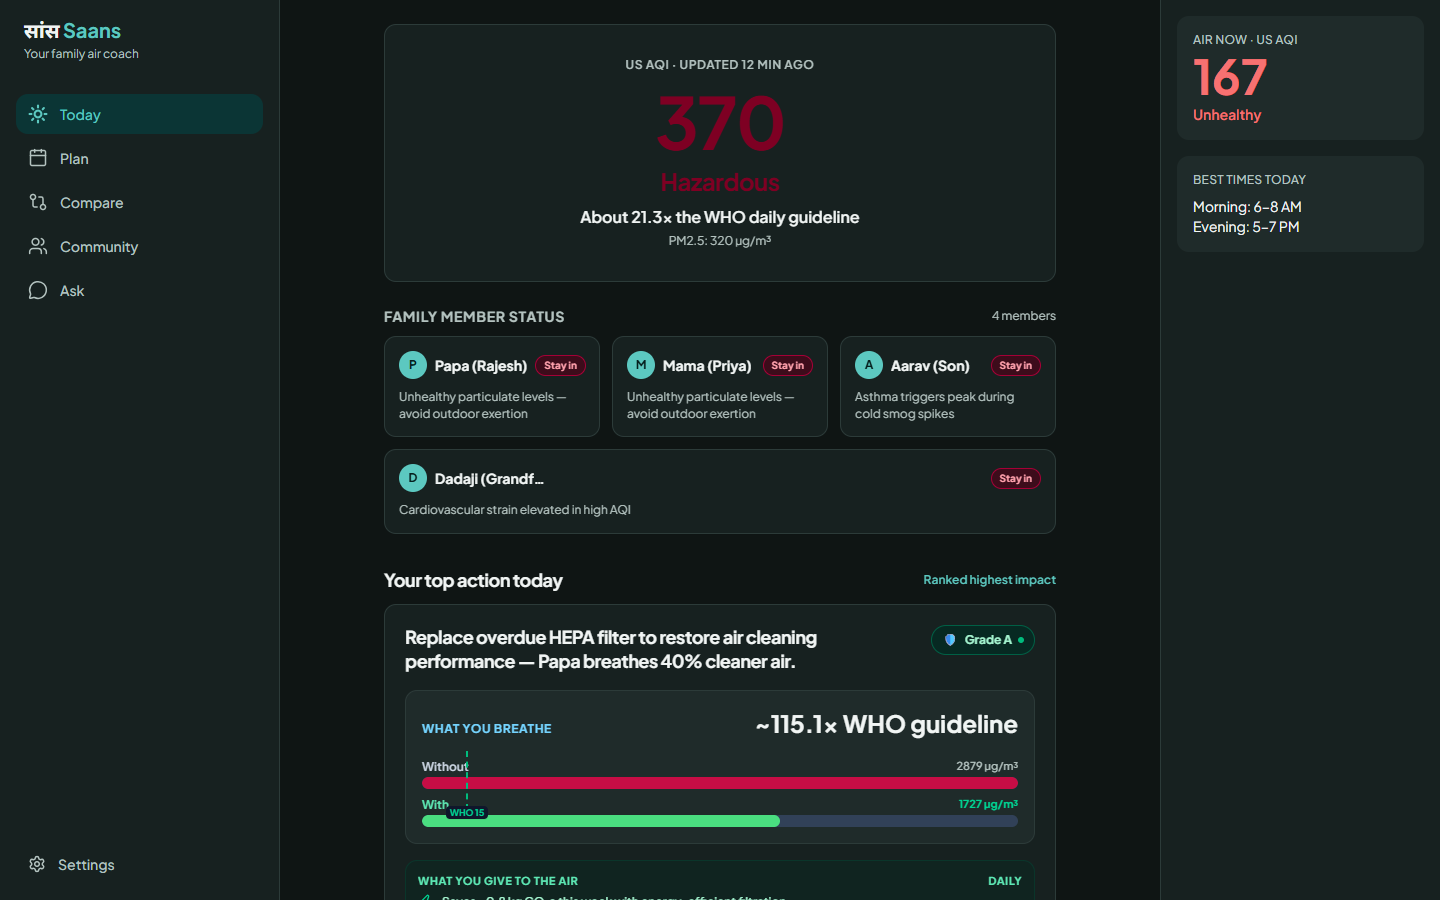 सांस Saans
Your family air coach
Today
Plan
Compare
Community
Ask
Settings
US AQI · UPDATED 12 MIN AGO
370
Hazardous
About 21.3× the WHO daily guideline
PM2.5: 320 µg/m³
FAMILY MEMBER STATUS
4 members
P Papa (Rajesh) Stay in
Unhealthy particulate levels —
avoid outdoor exertion
M Mama (Priya) Stay in
Unhealthy particulate levels —
avoid outdoor exertion
A Aarav (Son) Stay in
Asthma triggers peak during
cold smog spikes
D Dadaji (Grandf... Stay in
Cardiovascular strain elevated in high AQI
Your top action today
Ranked highest impact
Replace overdue HEPA filter to restore air cleaning
performance — Papa breathes 40% cleaner air.
Grade A
WHAT YOU BREATHE
~115.1× WHO guideline
Without 2879 µg/m³
With 1727 µg/m³
WHO 15
WHAT YOU GIVE TO THE AIR DAILY
AIR NOW · US AQI
167
Unhealthy
BEST TIMES TODAY
Morning: 6–8 AM
Evening: 5–7 PM